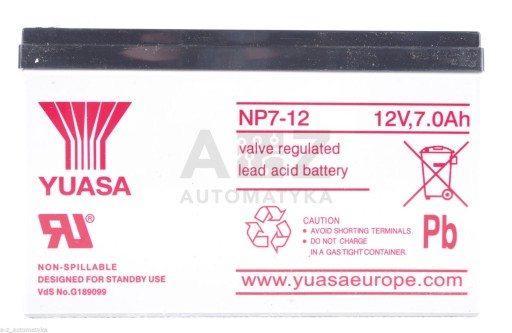 NP7-12 12V,7.0Ah
valve regulated
lead acid battery
YUASA
A-Z
AUTOMATYKA
CAUTION
• AVOID SHORTING TERMINALS.
• DO NOT CHARGE
IN A GAS TIGHT CONTAINER.
Pb
NON-SPILLABLE
DESIGNED FOR STANDBY USE
VdS No.G189099
www.yuasaeurope.com
a-z_automatyka